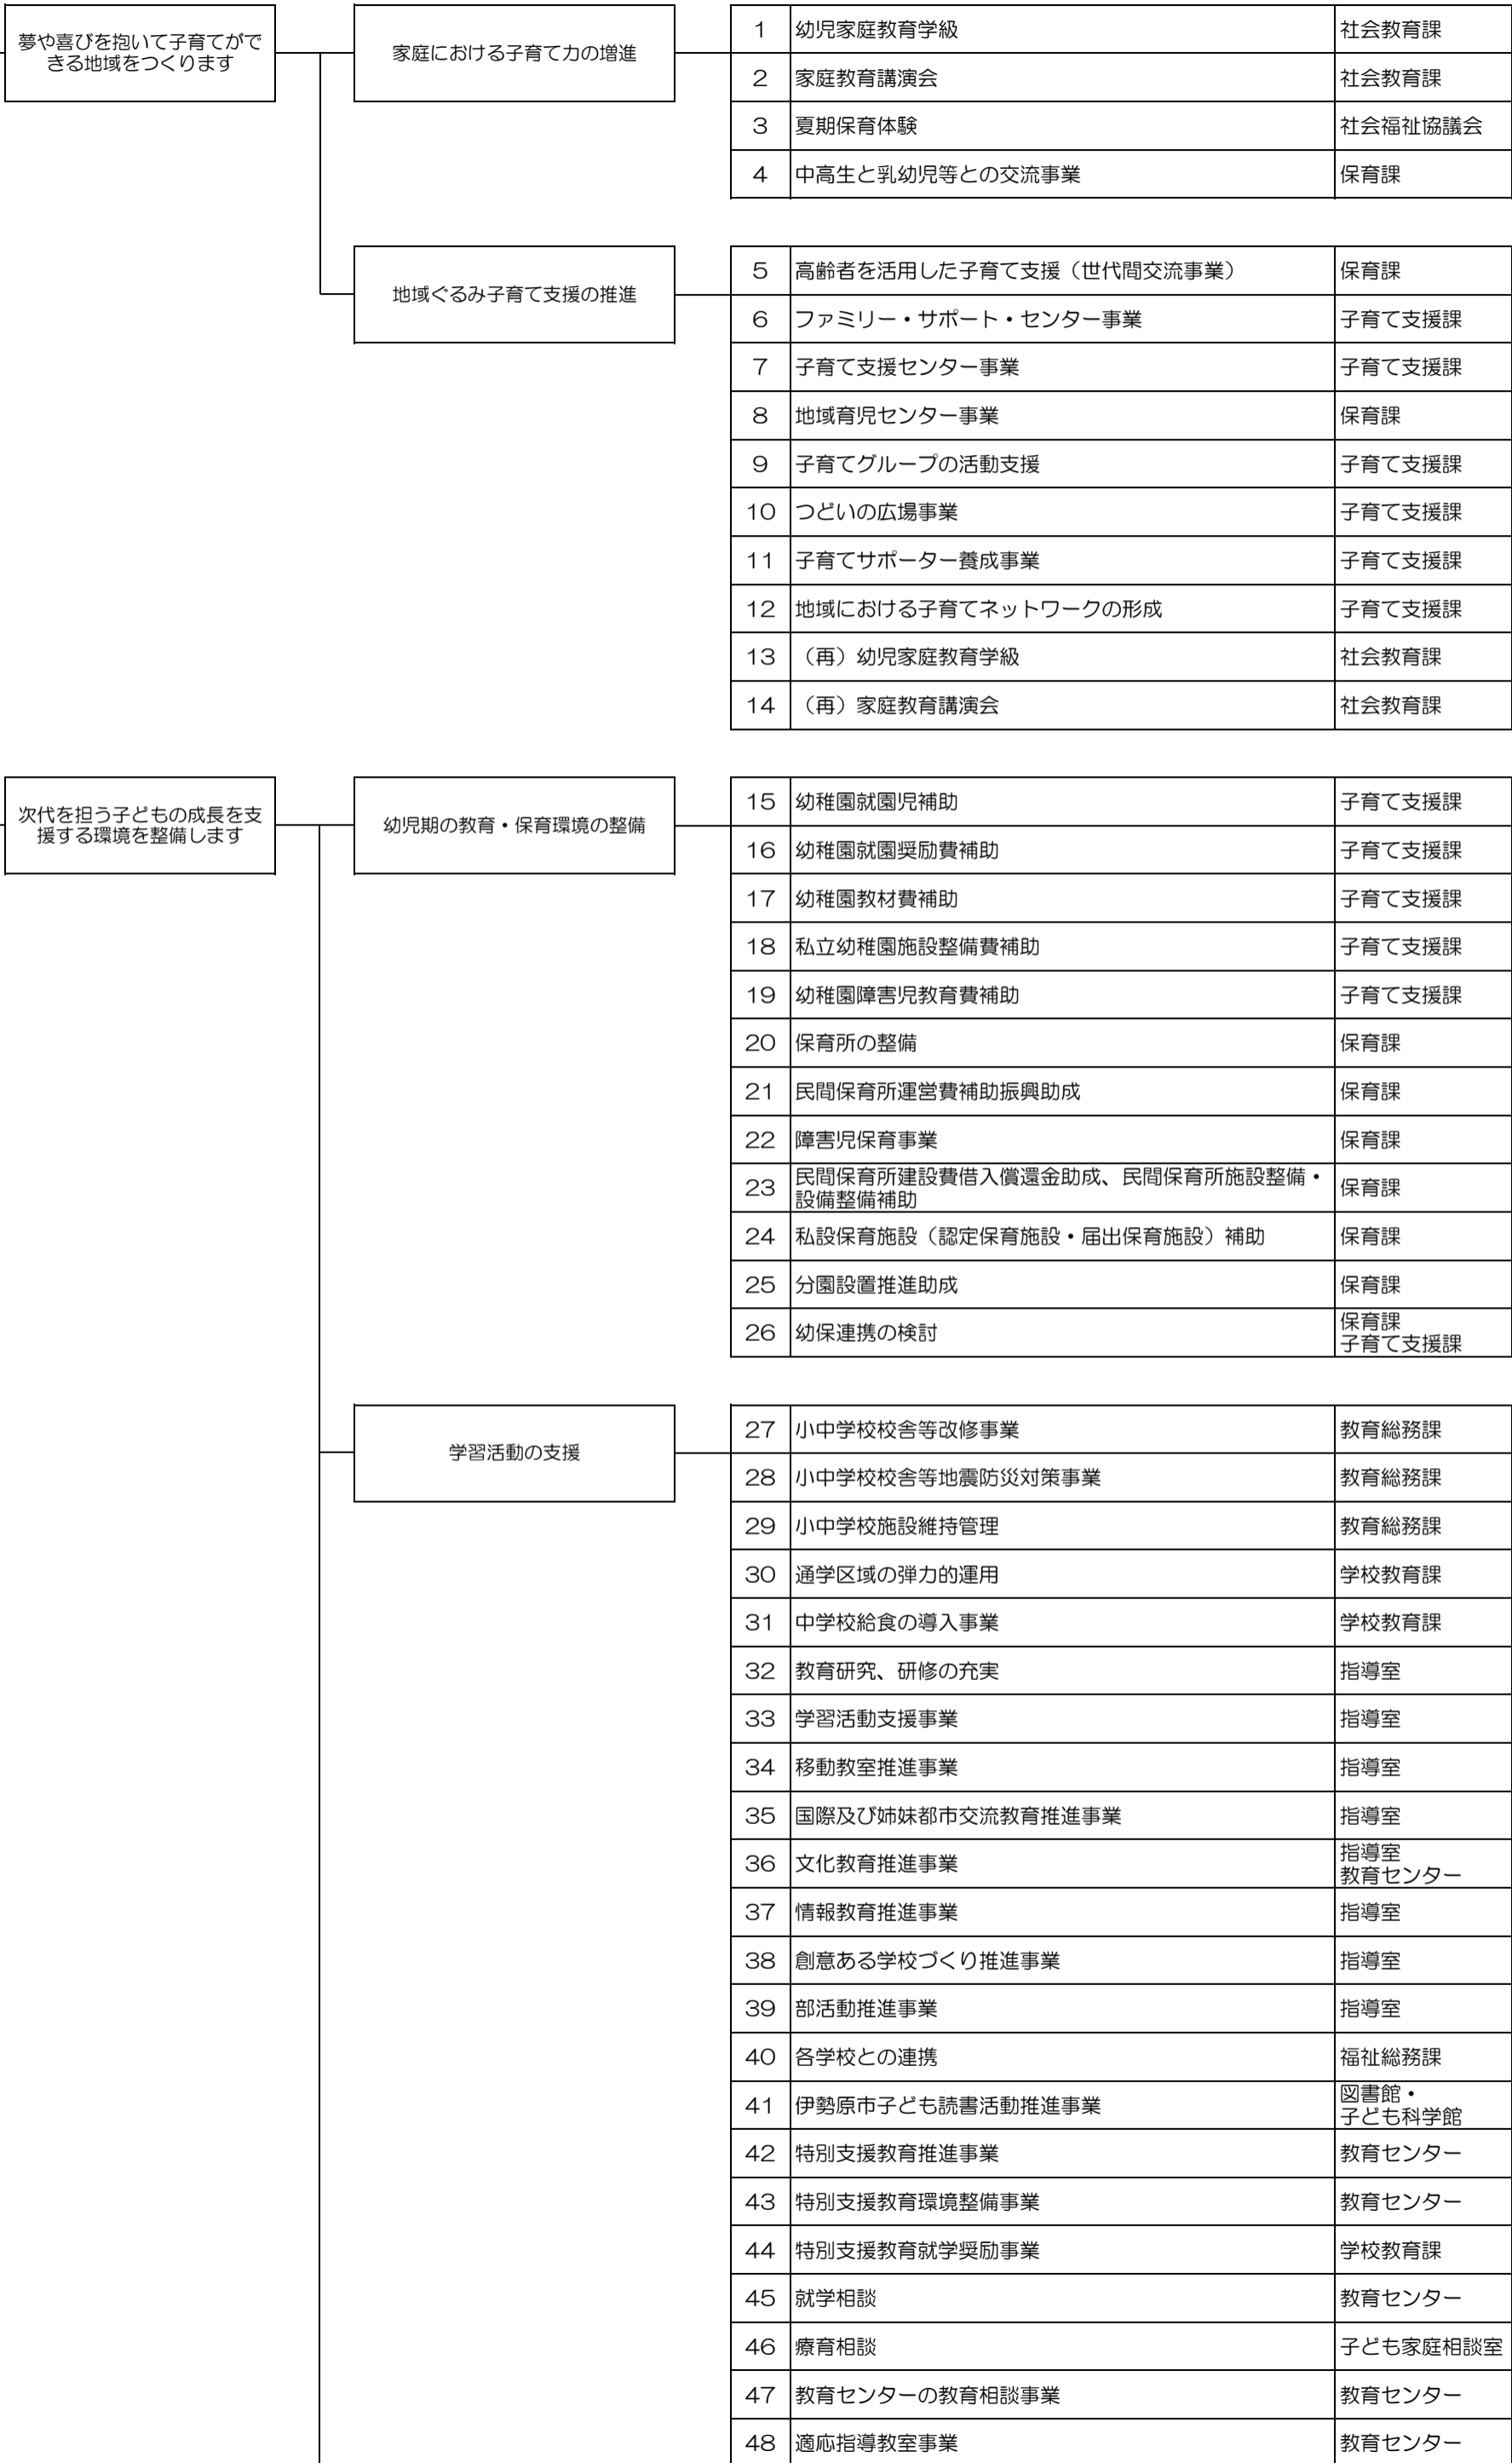 夢や喜びを抱いて子育てがで
きる地域をつくります
家庭における子育て力の増進
1 幼児家庭教育学級 社会教育課
2 家庭教育講演会 社会教育課
3 夏期保育体験 社会福祉協議会
4 中高生と乳幼児等との交流事業 保育課
地域ぐるみ子育て支援の推進
5 高齢者を活用した子育て支援（世代間交流事業） 保育課
6 ファミリー・サポート・センター事業 子育て支援課
7 子育て支援センター事業 子育て支援課
8 地域育児センター事業 保育課
9 子育てグループの活動支援 子育て支援課
10 つどいの広場事業 子育て支援課
11 子育てサポーター養成事業 子育て支援課
12 地域における子育てネットワークの形成 子育て支援課
13 （再）幼児家庭教育学級 社会教育課
14 （再）家庭教育講演会 社会教育課
次代を担う子どもの成長を支
援する環境を整備します
幼児期の教育・保育環境の整備
15 幼稚園就園児補助 子育て支援課
16 幼稚園就園奨励費補助 子育て支援課
17 幼稚園教材費補助 子育て支援課
18 私立幼稚園施設整備費補助 子育て支援課
19 幼稚園障害児教育費補助 子育て支援課
20 保育所の整備 保育課
21 民間保育所運営費補助振興助成 保育課
22 障害児保育事業 保育課
23 民間保育所建設費借入償還金助成、民間保育所施設整備・
設備整備補助 保育課
24 私設保育施設（認定保育施設・届出保育施設）補助 保育課
25 分園設置推進助成 保育課
26 幼保連携の検討 保育課
子育て支援課
学習活動の支援
27 小中学校校舎等改修事業 教育総務課
28 小中学校校舎等地震防災対策事業 教育総務課
29 小中学校施設維持管理 教育総務課
30 通学区域の弾力的運用 学校教育課
31 中学校給食の導入事業 学校教育課
32 教育研究、研修の充実 指導室
33 学習活動支援事業 指導室
34 移動教室推進事業 指導室
35 国際及び姉妹都市交流教育推進事業 指導室
36 文化教育推進事業 指導室
教育センター
37 情報教育推進事業 指導室
38 創意ある学校づくり推進事業 指導室
39 部活動推進事業 指導室
40 各学校との連携 福祉総務課
41 伊勢原市子ども読書活動推進事業 図書館・
子ども科学館
42 特別支援教育推進事業 教育センター
43 特別支援教育環境整備事業 教育センター
44 特別支援教育就学奨励事業 学校教育課
45 就学相談 教育センター
46 療育相談 子ども家庭相談室
47 教育センターの教育相談事業 教育センター
48 適応指導教室事業 教育センター